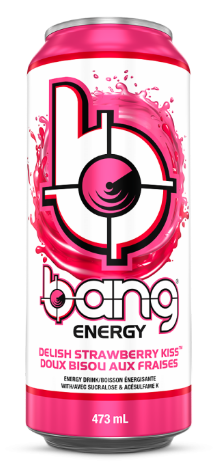 b
bang
ENERGY
DELISH STRAWBERRY KISS™
DOUX BISOU AUX FRAISES
ENERGY DRINK/BOISSON ÉNERGISANTE
WITH/AVEC SUCRALOSE & ACÉSULFAME K
473 mL